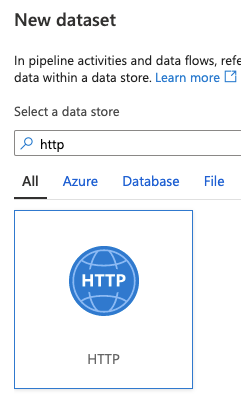 New dataset
In pipeline activities and data flows, refe
data within a data store. Learn more
Select a data store
http
All Azure Database File
HTTP
HTTP